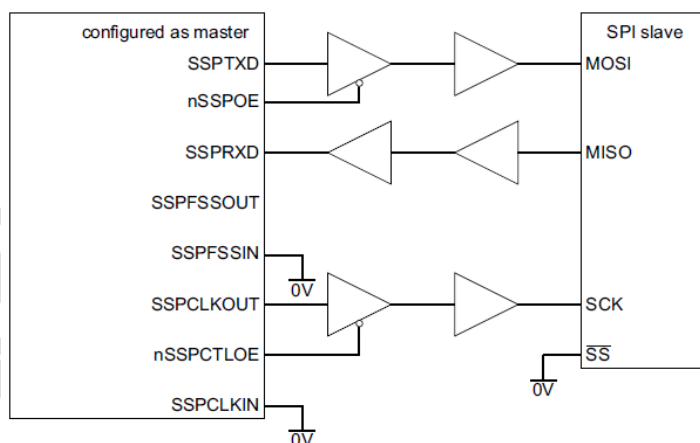 configured as master
SPI slave
SSPTXD
MOSI
nSSPOE
SSPRXD
MISO
SSPFSSOUT
SSPFSSIN
0V
SSPCLKOUT
SCK
nSSPCTLOE
SS
0V
SSPCLKIN
0V